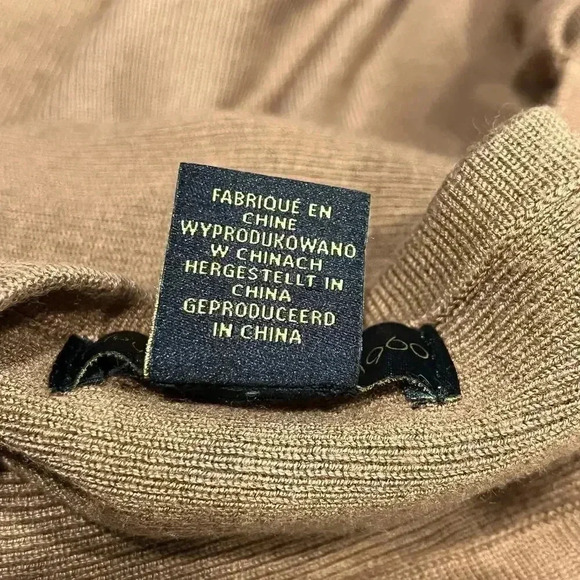 FABRIQUÉ EN
CHINE
WYPRODUKOWANO
W CHINACH
HERGESTELLT IN
CHINA
GEPRODUCEERD
IN CHINA